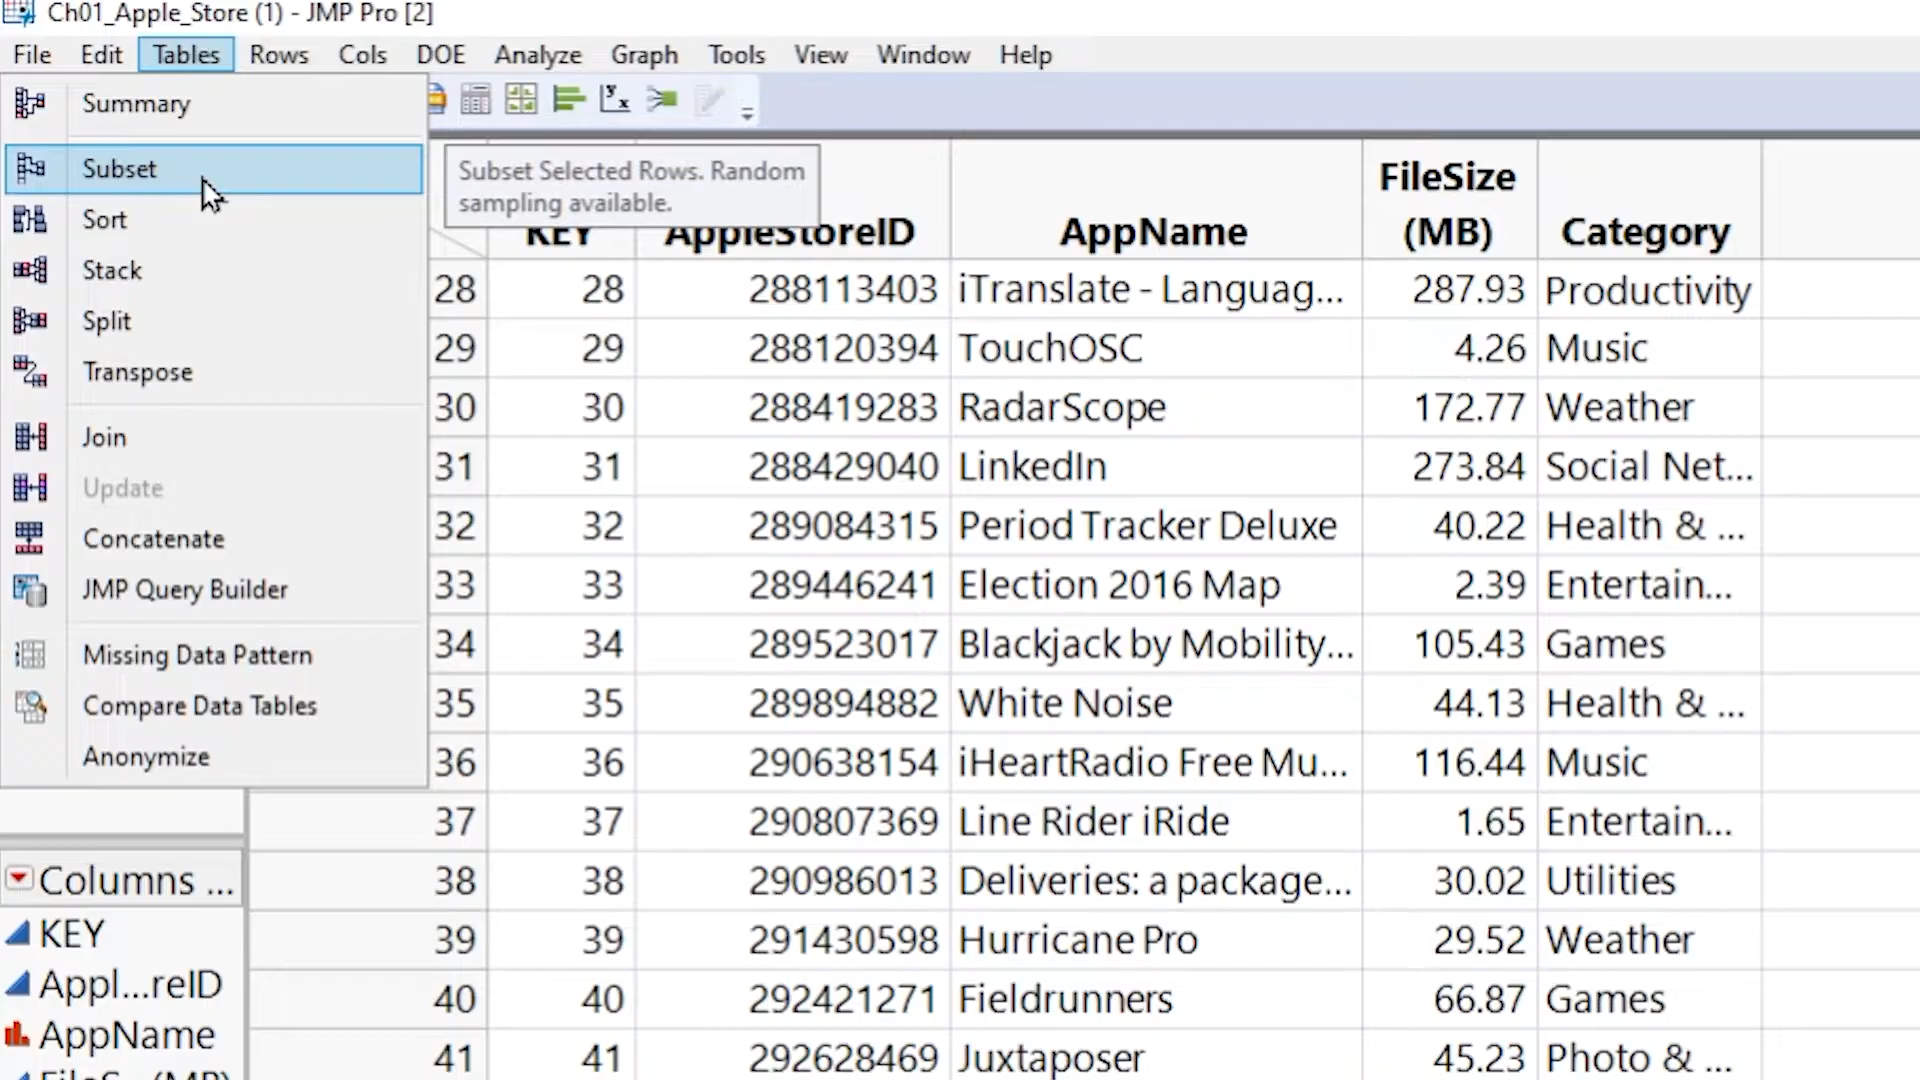 Ch01_Apple_Store (1) - JMP Pro [2]
File Edit Tables Rows Cols DOE Analyze Graph Tools View Window Help
Summary
Subset
Sort
Stack
Split
Transpose
Join
Update
Concatenate
JMP Query Builder
Missing Data Pattern
Compare Data Tables
Anonymize
Subset Selected Rows. Random
sampling available.
KEY AppleStoreID AppName FileSize (MB) Category
28 28 288113403 iTranslate - Languag... 287.93 Productivity
29 29 288120394 TouchOSC 4.26 Music
30 30 288419283 RadarScope 172.77 Weather
31 31 288429040 LinkedIn 273.84 Social Net...
32 32 289084315 Period Tracker Deluxe 40.22 Health & ...
33 33 289446241 Election 2016 Map 2.39 Entertain...
34 34 289523017 Blackjack by Mobility... 105.43 Games
35 35 289894882 White Noise 44.13 Health & ...
36 36 290638154 iHeartRadio Free Mu... 116.44 Music
37 37 290807369 Line Rider iRide 1.65 Entertain...
38 38 290986013 Deliveries: a package... 30.02 Utilities
39 39 291430598 Hurricane Pro 29.52 Weather
40 40 292421271 Fieldrunners 66.87 Games
41 41 292628469 Juxtaposer 45.23 Photo & ...
Columns ...
KEY
Appl...reID
AppName